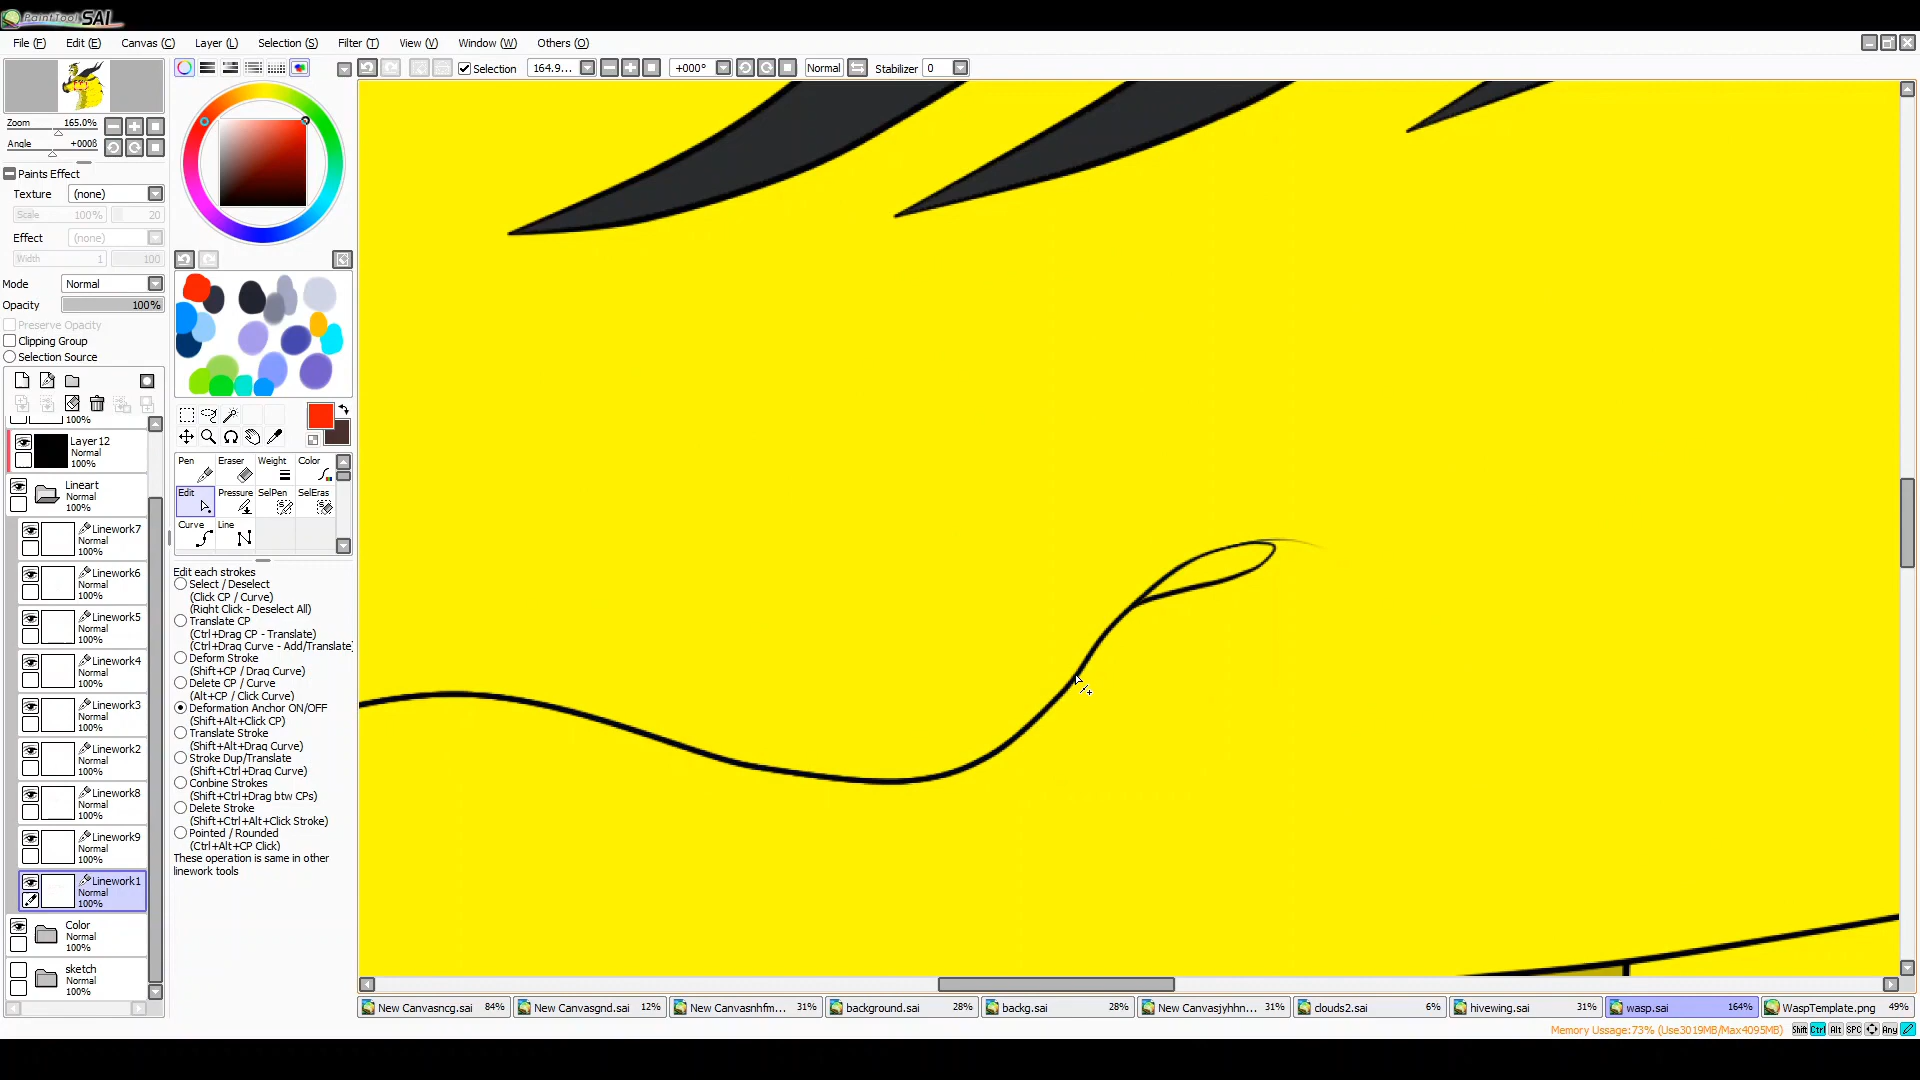 PaintTool SAI
File (F) Edit (E) Canvas (C) Layer (L) Selection (S) Filter (T) View (V) Window (W) Others (O)
Selection 164.9... +000° Normal Stabilizer 0
Zoom 165.0%
Angle +000ß
Paints Effect
Texture (none)
Scale 100% 20
Effect (none)
Width 1 100
Mode Normal
Opacity 100%
Preserve Opacity
Clipping Group
Selection Source
100%
Layer12
Normal
100%
Lineart
Normal
100%
Linework7
Normal
100%
Linework6
Normal
100%
Linework5
Normal
100%
Linework4
Normal
100%
Linework3
Normal
100%
Linework2
Normal
100%
Linework8
Normal
100%
Linework9
Normal
100%
Linework1
Normal
100%
Color
Normal
100%
sketch
Normal
100%
Pen Eraser Weight Color
Edit Pressure SelPen SelEras
Curve Line
Edit each strokes
Select / Deselect
(Click CP / Curve)
(Right Click - Deselect All)
Translate CP
(Ctrl+Drag CP - Translate)
(Ctrl+Drag Curve - Add/Translate)
Deform Stroke
(Shift+CP / Drag Curve)
Delete CP / Curve
(Alt+CP / Click Curve)
Deformation Anchor ON/OFF
(Shift+Alt+Click CP)
Translate Stroke
(Shift+Alt+Drag Curve)
Stroke Dup/Translate
(Shift+Ctrl+Drag Curve)
Conbine Strokes
(Shift+Ctrl+Drag btw CPs)
Delete Stroke
(Shift+Ctrl+Alt+Click Stroke)
Pointed / Rounded
(Ctrl+Alt+CP Click)
These operation is same in other
linework tools
New Canvasncg.sai 84% New Canvasgnd.sai 12% New Canvasnhfm... 31% background.sai 28% backg.sai 28% New Canvasjyhhn... 31% clouds2.sai 6% hivewing.sai 31% wasp.sai 164% WaspTemplate.png 49%
Memory Ussage:73% (Use3019MB/Max4095MB) Shift Ctrl Alt SPC Any